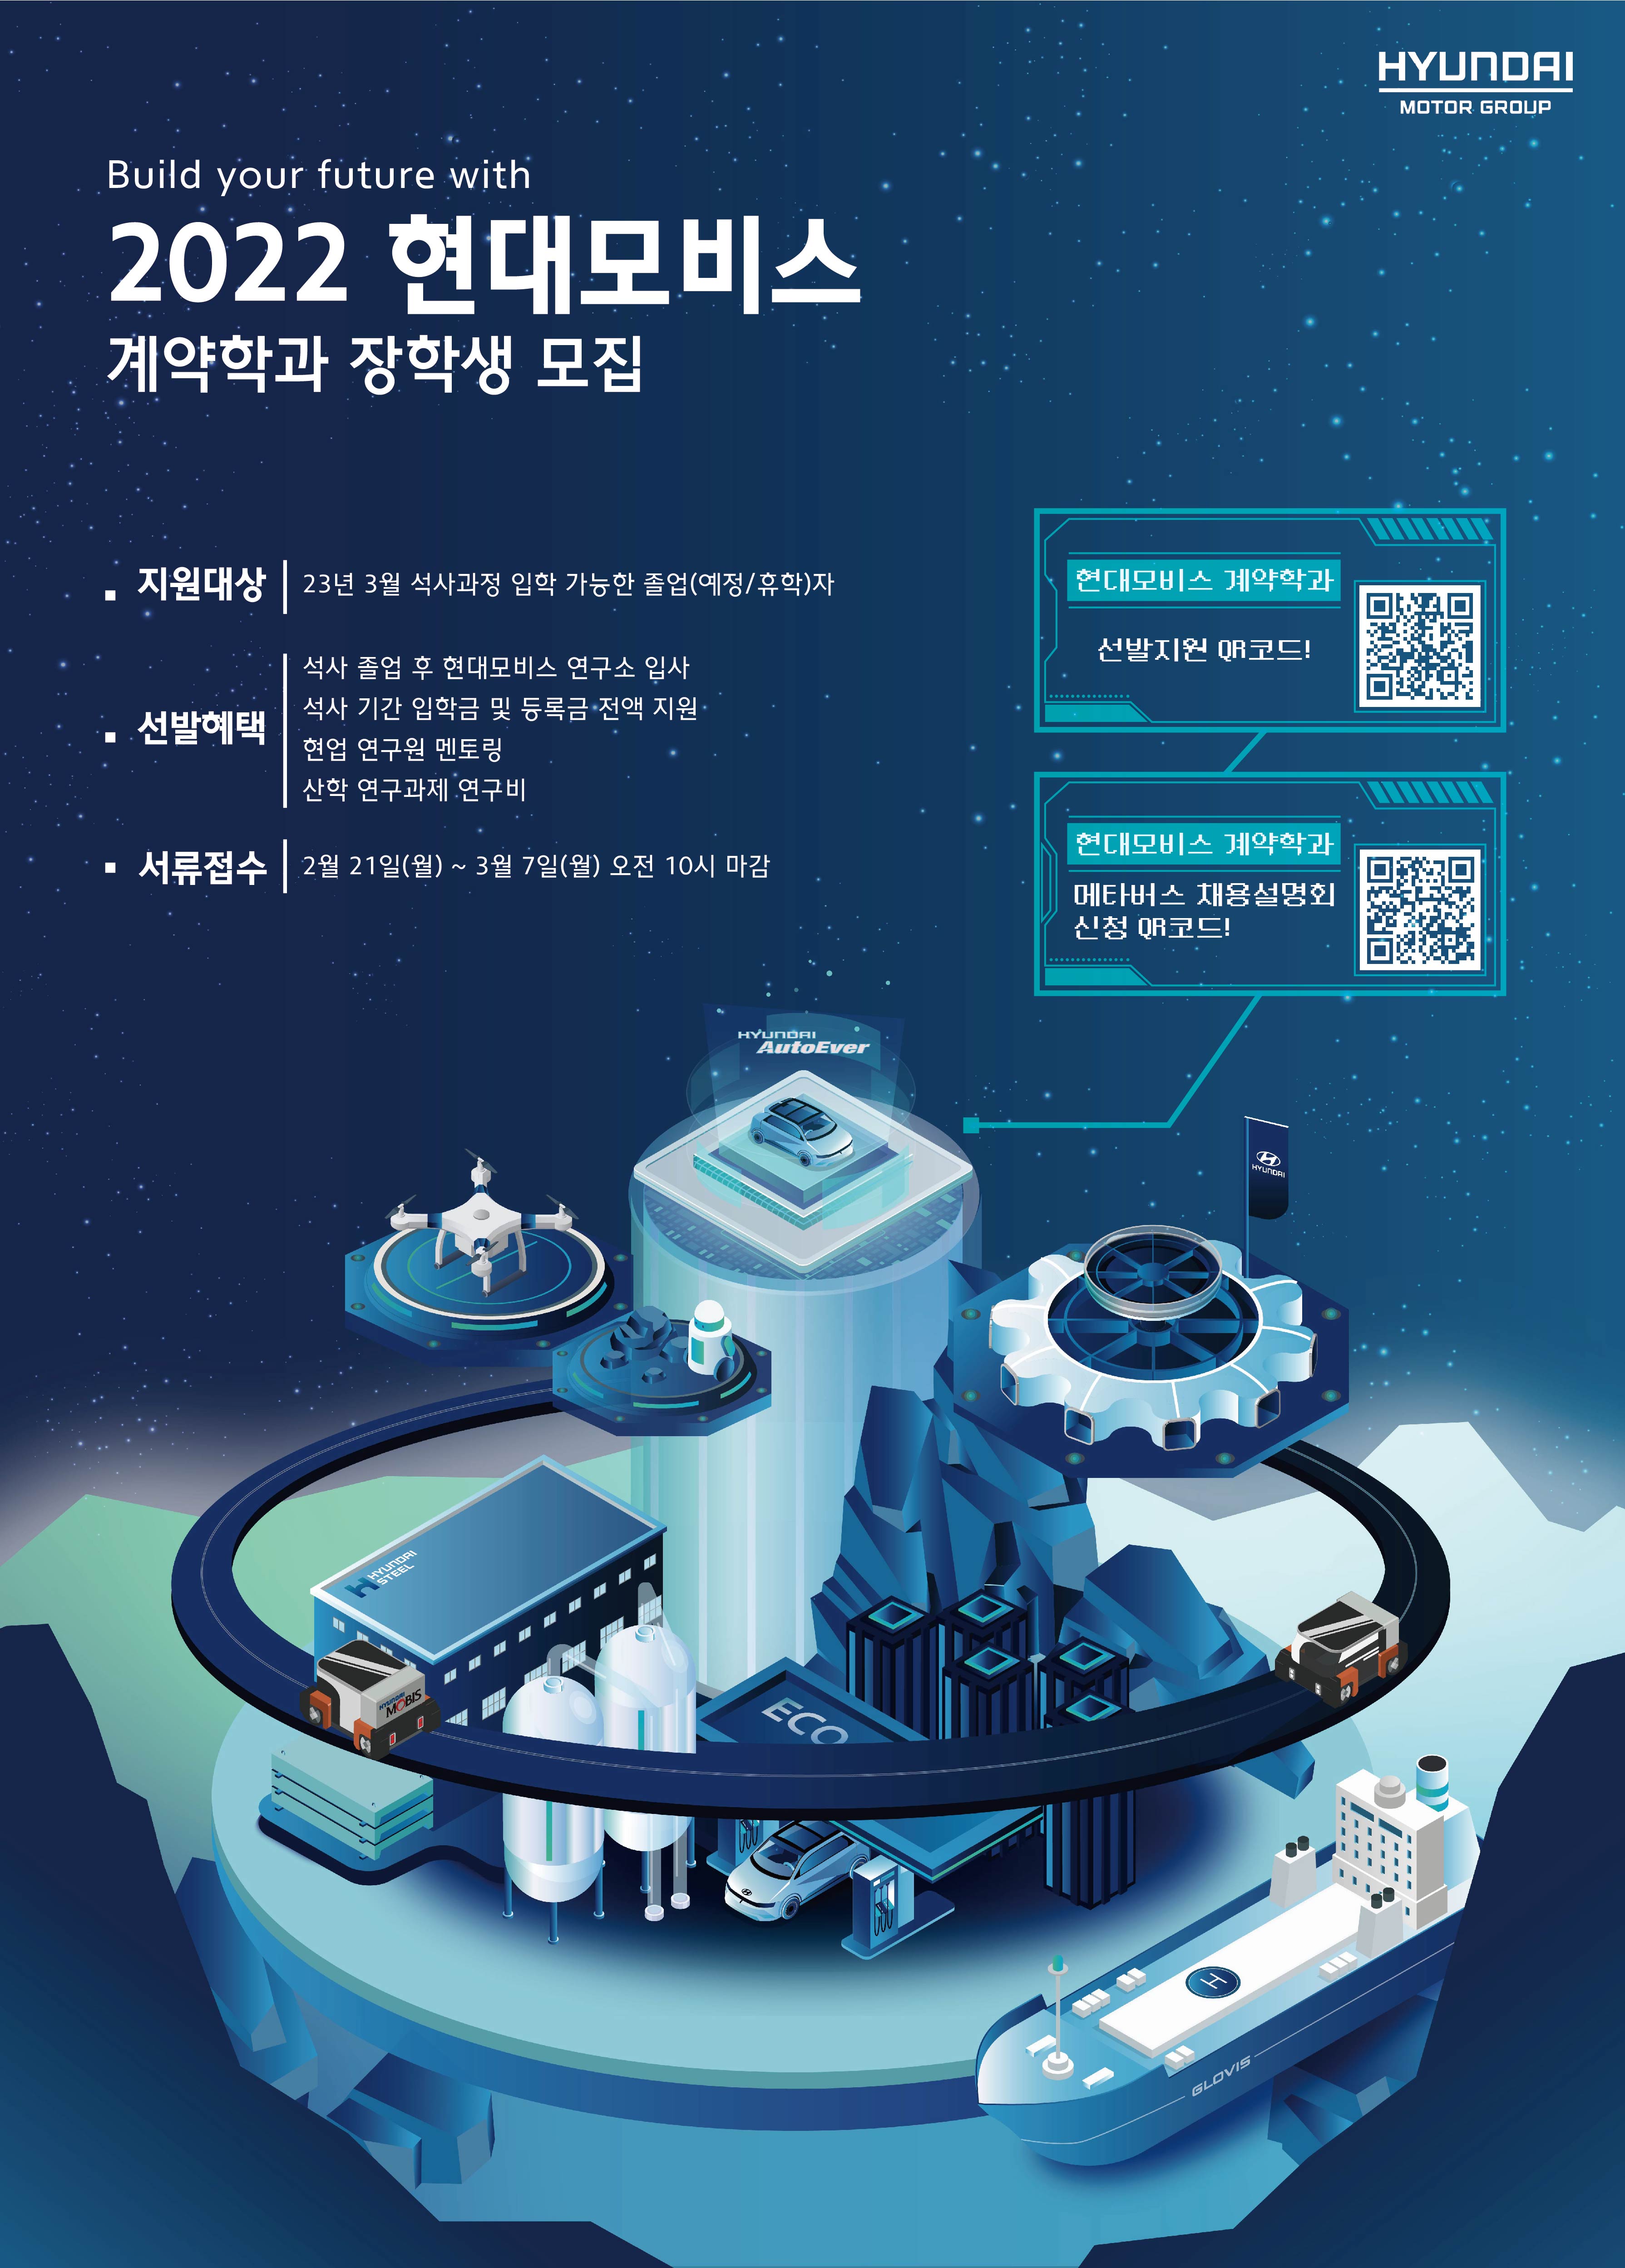 HYUNDAI
MOTOR GROUP
Build your future with
2022 현대모비스
계약학과 장학생 모집
지원대상
23년 3월 석사과정 입학 가능한 졸업(예정/휴학)자
선발혜택
석사 졸업 후 현대모비스 연구소 입사
석사 기간 입학금 및 등록금 전액 지원
현업 연구원 멘토링
산학 연구과제 연구비
서류접수
2월 21일(월) ~ 3월 7일(월) 오전 10시 마감
현대모비스 계약학과
선발지원 QR코드!
현대모비스 계약학과
메타버스 채용설명회
신청 QR코드!
HYUNDAI
AutoEver
HYUNDAI
HYUNDAI
STEEL
HYUNDAI
MOBIS
ECO
H
GLOVIS